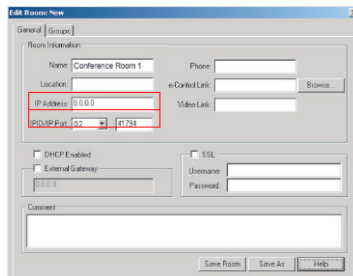 Edit Room: New
General Groups
Room Information
Name: Conference Room 1 Phone:
Location: e-Control Link: Browse...
IP Address: 0.0.0.0 Video Link:
IPID/IP Port: 02 41794
DHCP Enabled SSL
External Gateway Username:
0.0.0.0 Password:
Comment
Save Room Save As Help